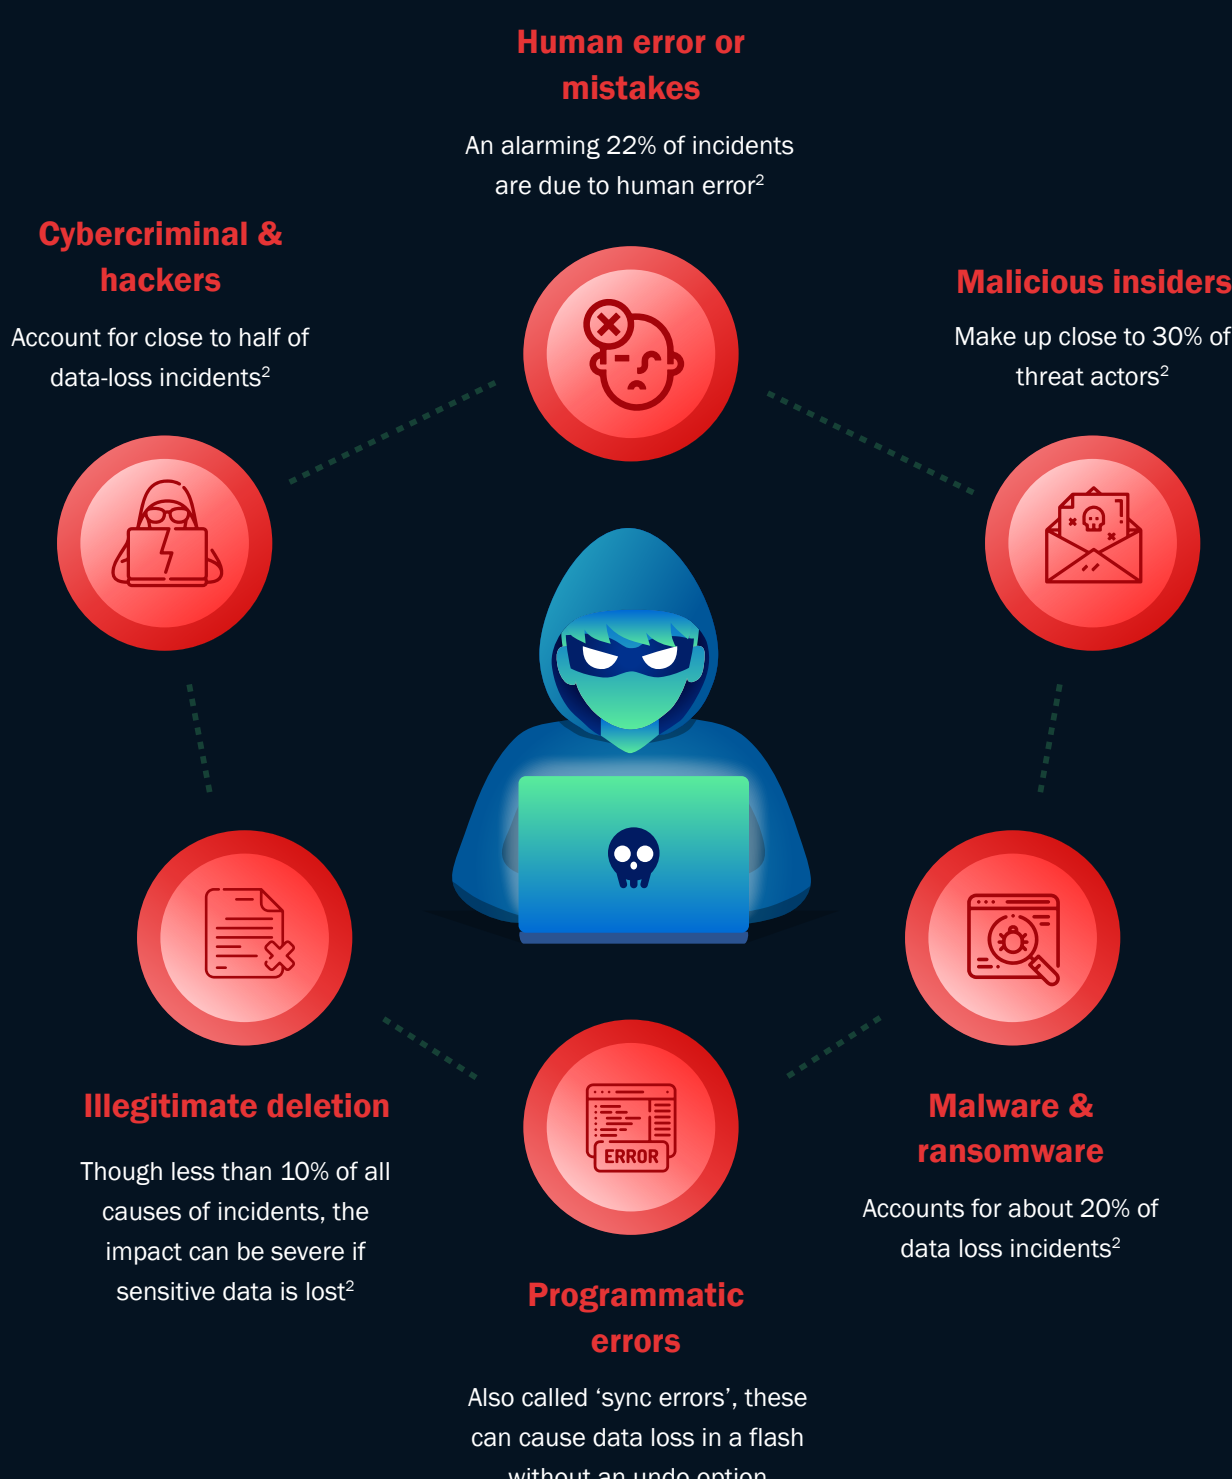 Human error or
mistakes
An alarming 22% of incidents
are due to human error²
Cybercriminal &
hackers
Account for close to half of
data-loss incidents²
Malicious insiders
Make up close to 30% of
threat actors²
ERROR
Illegitimate deletion
Though less than 10% of all
causes of incidents, the
impact can be severe if
sensitive data is lost²
Malware &
ransomware
Accounts for about 20% of
data loss incidents²
Programmatic
errors
Also called ‘sync errors’, these
can cause data loss in a flash
without an undo option